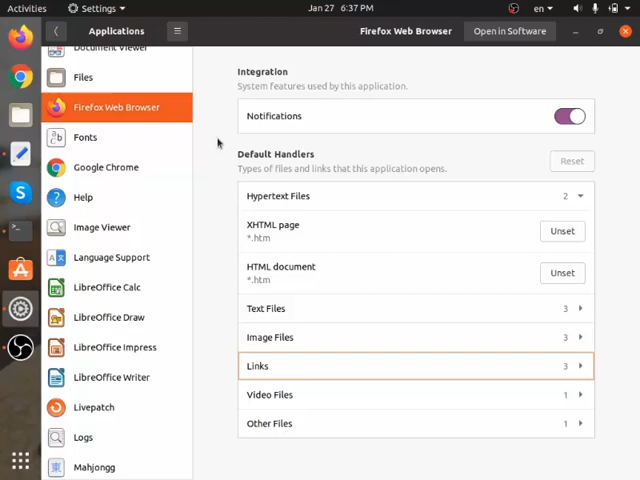 Activities
Settings
Jan 27 6:37 PM
en
Applications
Firefox Web Browser
Open in Software
Document Viewer
Files
Firefox Web Browser
Fonts
Google Chrome
Help
Image Viewer
Language Support
LibreOffice Calc
LibreOffice Draw
LibreOffice Impress
LibreOffice Writer
Livepatch
Logs
Mahjongg
Integration
System features used by this application.
Notifications
Default Handlers
Types of files and links that this application opens.
Reset
Hypertext Files 2
XHTML page
*.htm
Unset
HTML document
*.htm
Unset
Text Files 3
Image Files 3
Links 3
Video Files 1
Other Files 1